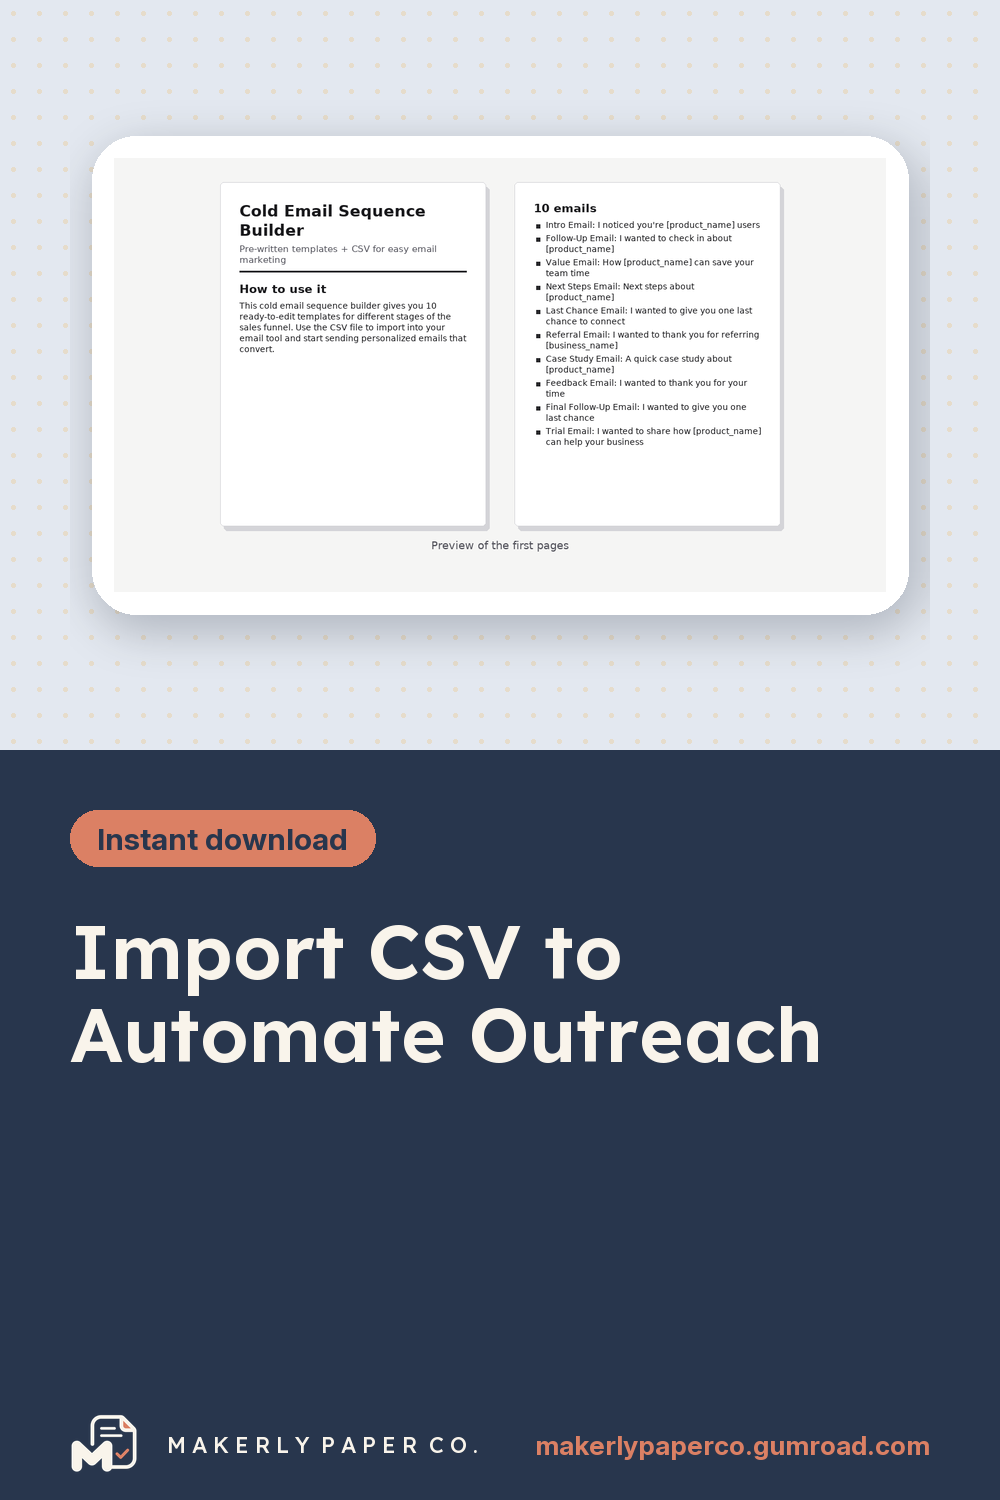 Cold Email Sequence
Builder
Pre-written templates + CSV for easy email
marketing
How to use it
This cold email sequence builder gives you 10
ready-to-edit templates for different stages of the
sales funnel. Use the CSV file to import into your
email tool and start sending personalized emails that
convert.
10 emails
▪ Intro Email: I noticed you're [product_name] users
▪ Follow-Up Email: I wanted to check in about
[product_name]
▪ Value Email: How [product_name] can save your
team time
▪ Next Steps Email: Next steps about
[product_name]
▪ Last Chance Email: I wanted to give you one last
chance to connect
▪ Referral Email: I wanted to thank you for referring
[business_name]
▪ Case Study Email: A quick case study about
[product_name]
▪ Feedback Email: I wanted to thank you for your
time
▪ Final Follow-Up Email: I wanted to give you one
last chance
▪ Trial Email: I wanted to share how [product_name]
can help your business
Preview of the first pages
Instant download
Import CSV to
Automate Outreach
MAKERLY PAPER CO.
makerlypaperco.gumroad.com